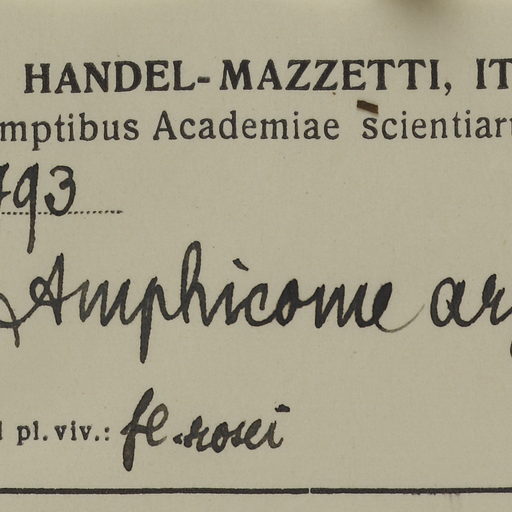 HANDEL-MAZZETTI, IT
mptibus Academiae scientiar
793
Amphicome ar
pl. viv.: fl. rosei